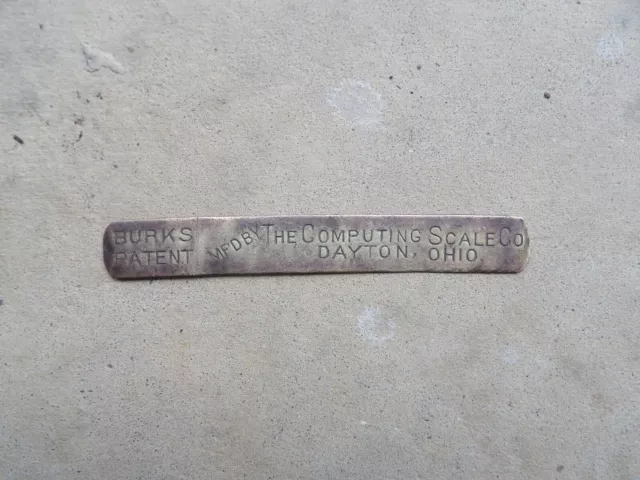 BURKS
PATENT
MFD BY
THE COMPUTING SCALE CO
DAYTON, OHIO.